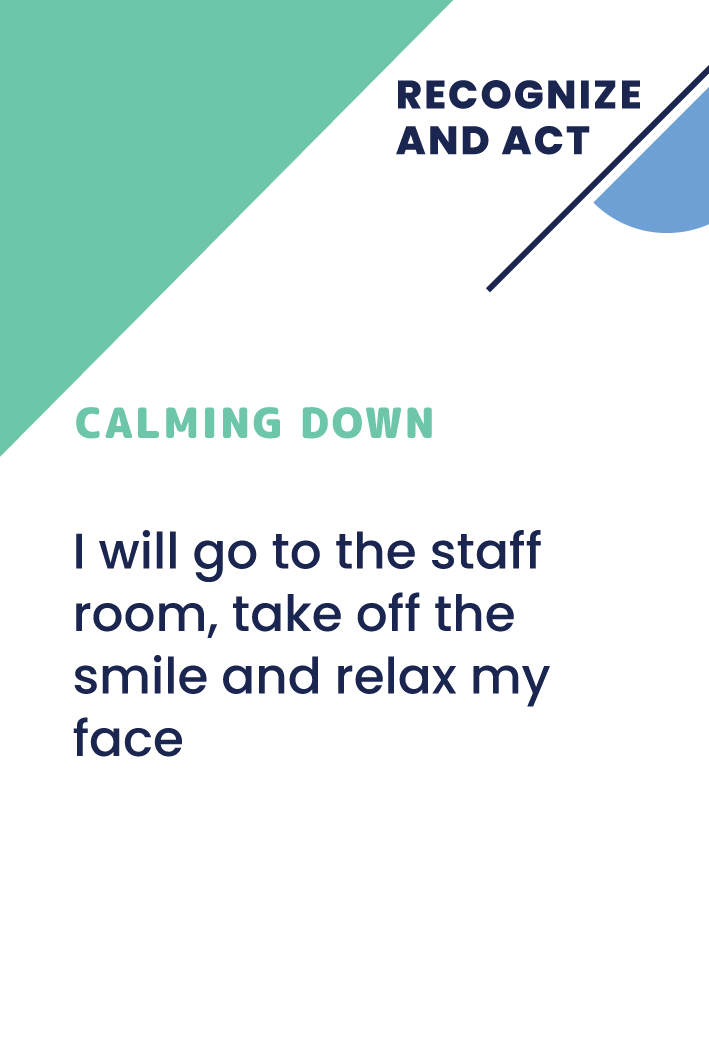 RECOGNIZE
AND ACT
CALMING DOWN
I will go to the staff
room, take off the
smile and relax my
face